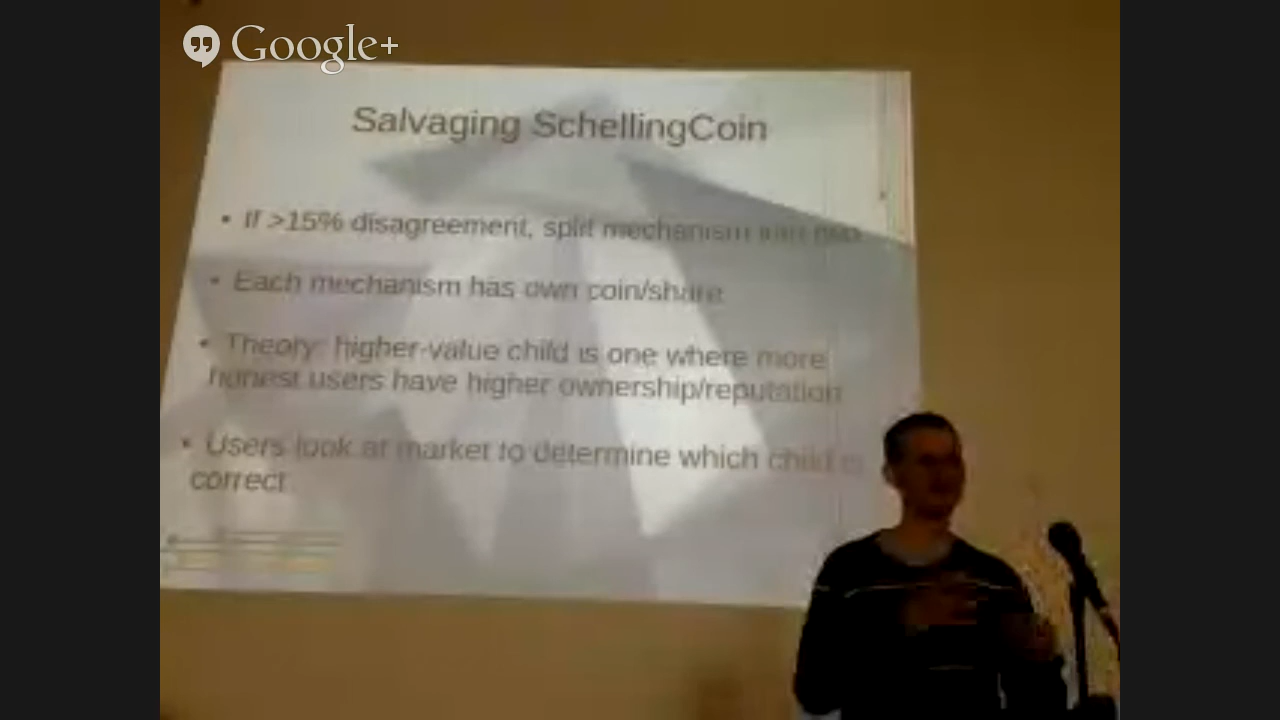 Google+
Salvaging SchellingCoin
• If >15% disagreement, split mechanism into two
• Each mechanism has own coin/share
• Theory: higher-value child is one where more
honest users have higher ownership/reputation
• Users look at market to determine which child is
correct